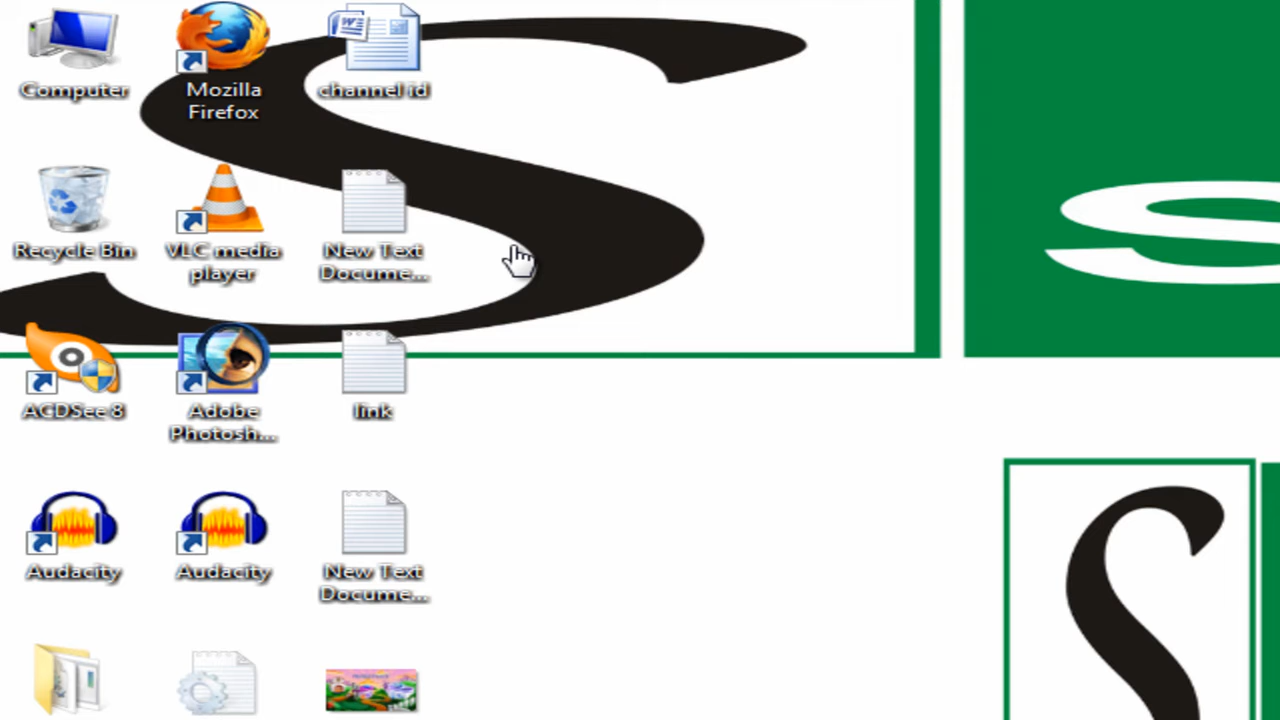 Computer
Mozilla
Firefox
channel id
Recycle Bin
VLC media
player
New Text
Docume...
ACDSee 8
Adobe
Photosh...
link
Audacity
Audacity
New Text
Docume...
S
S
S